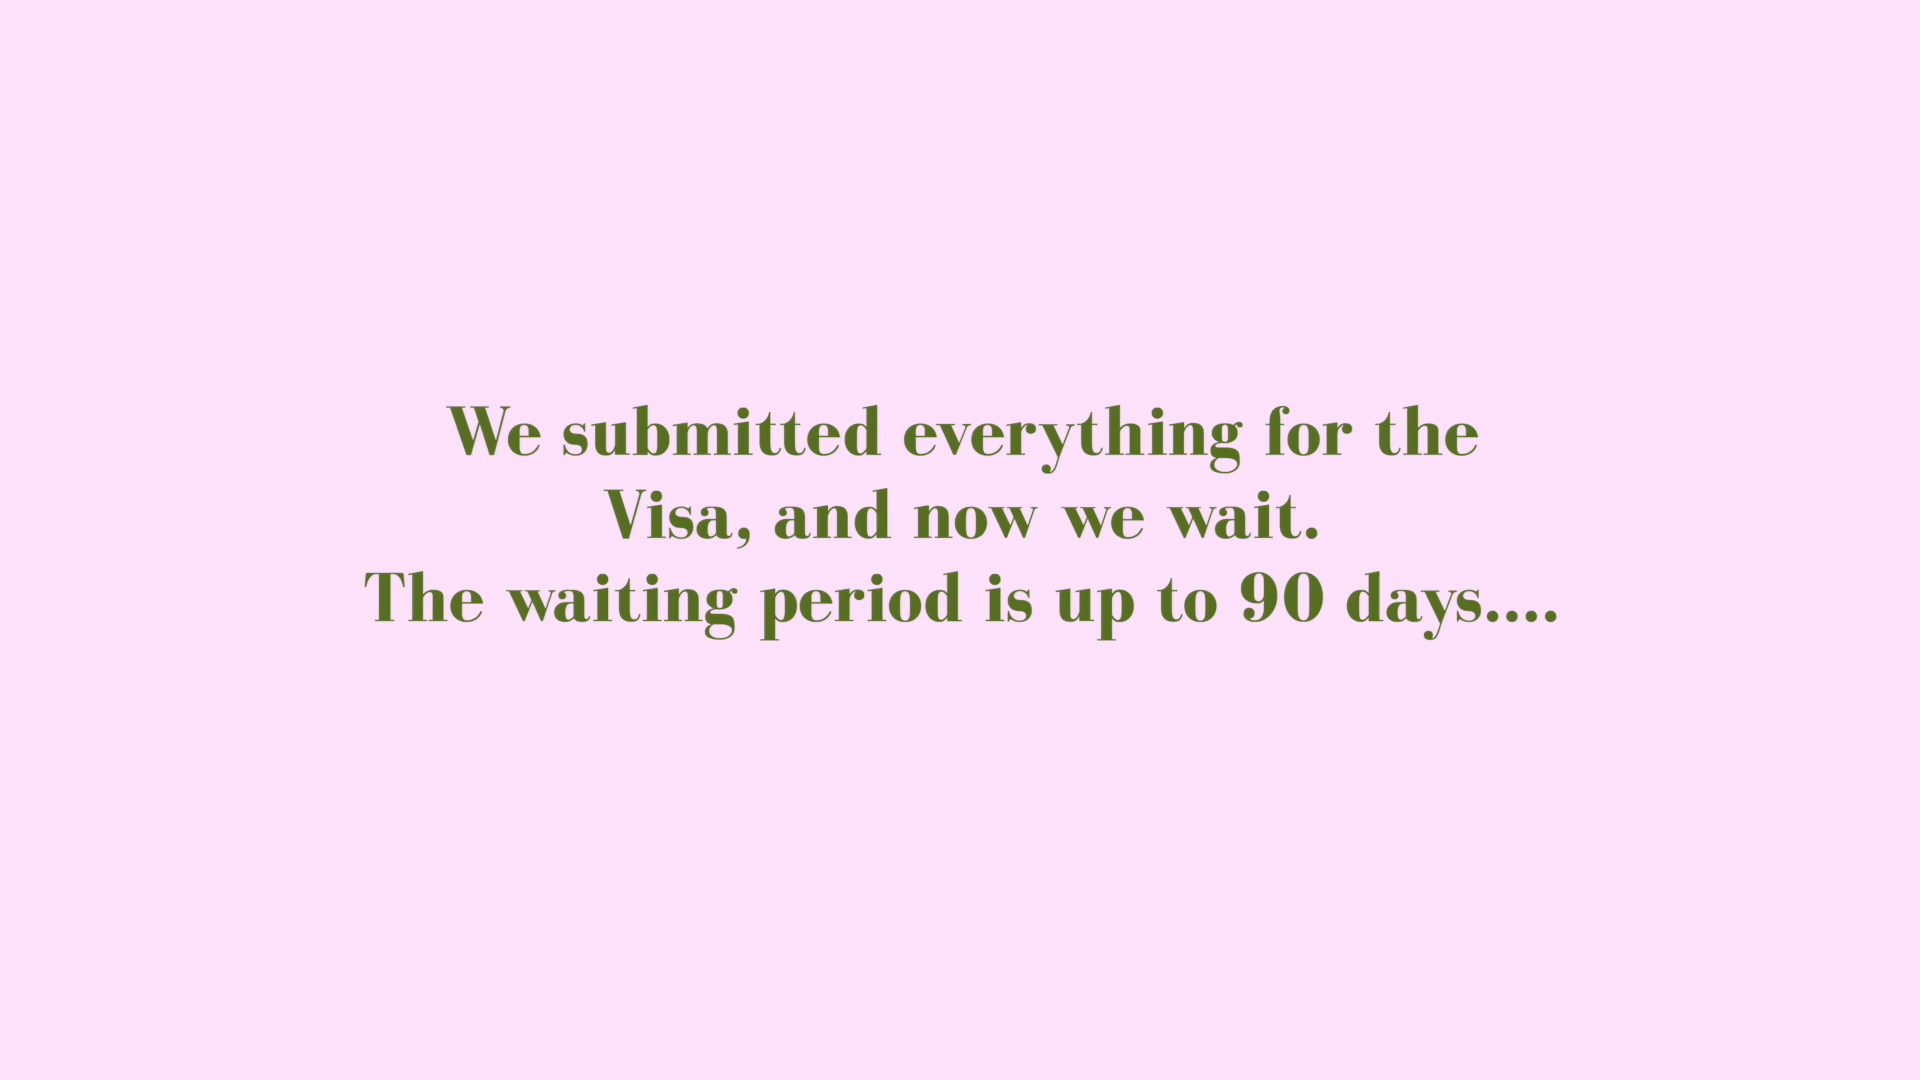 We submitted everything for the
Visa, and now we wait.
The waiting period is up to 90 days....